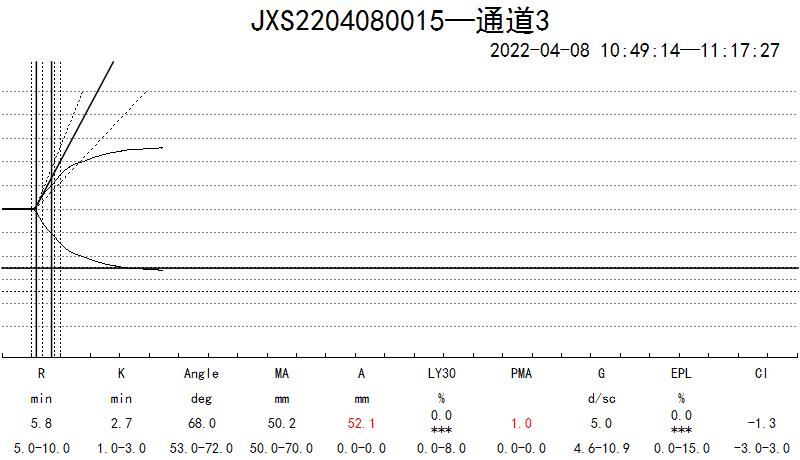 JXS2204080015—通道3
2022-04-08 10:49:14—11:17:27
R K Angle MA A LY30 PMA G EPL CI
min min deg mm mm % d/sc %
5.8 2.7 68.0 50.2 52.1 0.0 *** 1.0 5.0 0.0 *** -1.3
5.0-10.0 1.0-3.0 53.0-72.0 50.0-70.0 0.0-0.0 0.0-8.0 0.0-0.0 4.6-10.9 0.0-15.0 -3.0-3.0